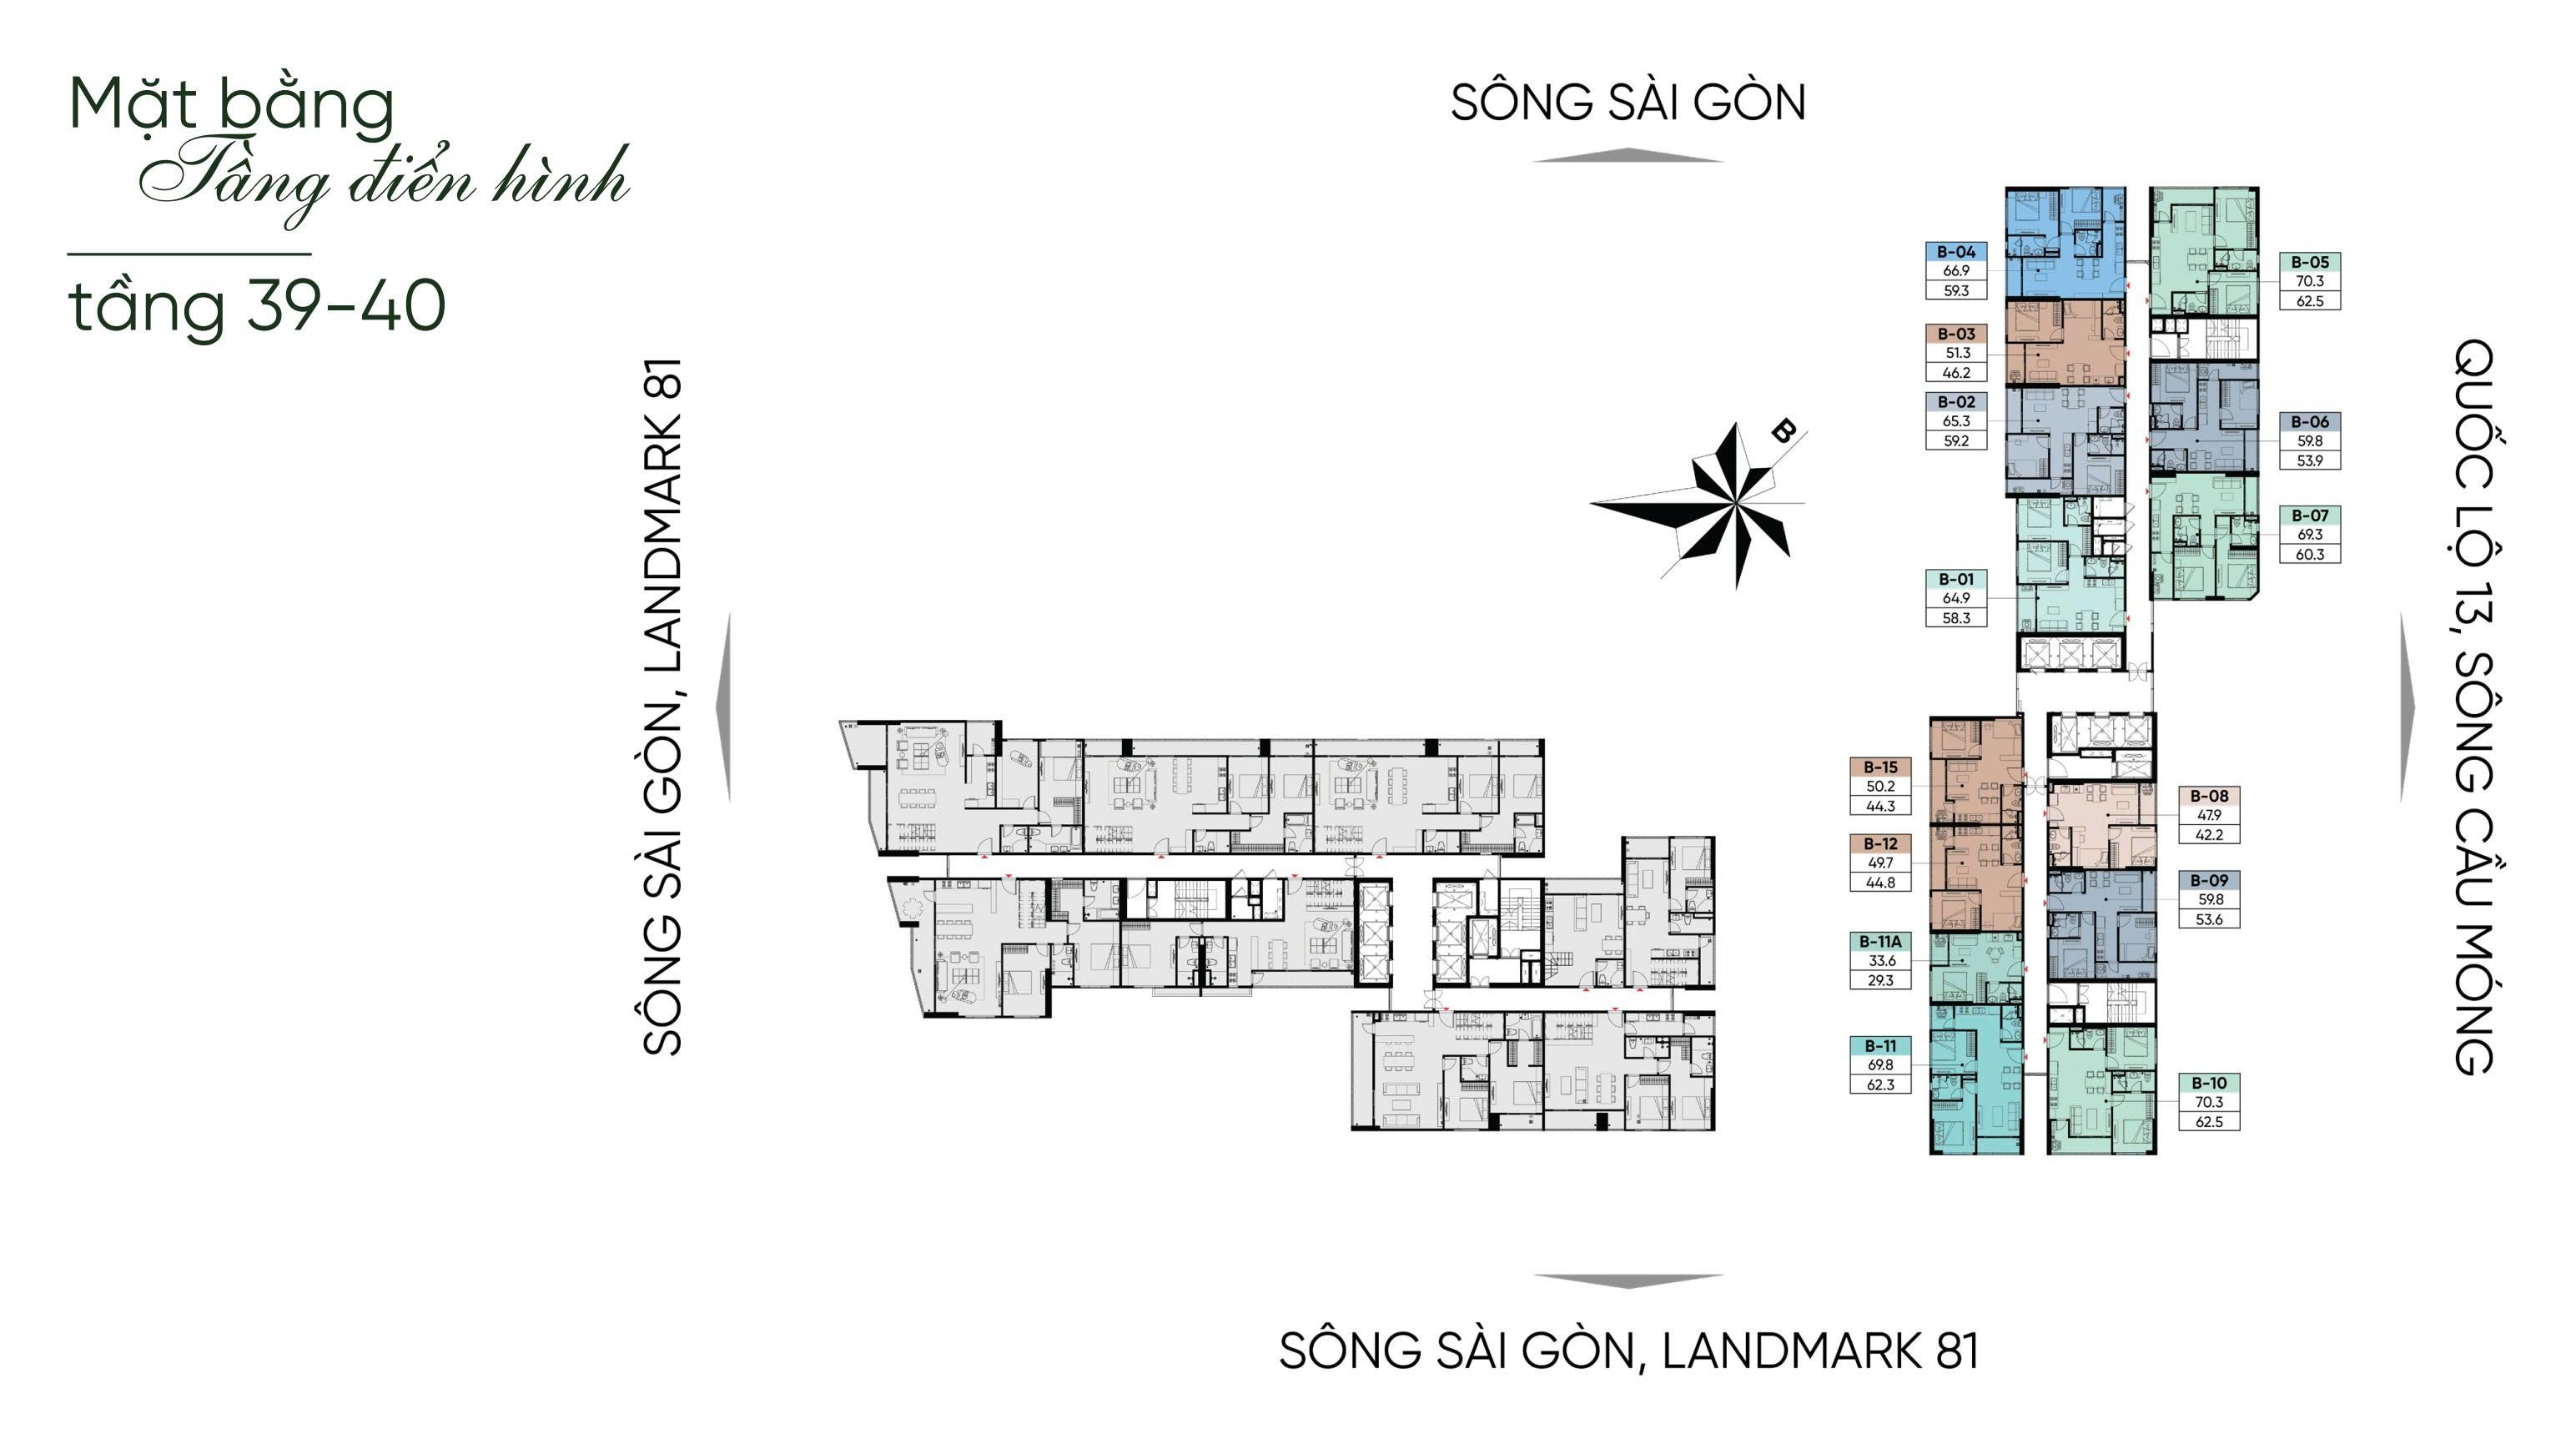 Mặt bằng
Tầng điển hình
tầng 39-40
SÔNG SÀI GÒN
SÔNG SÀI GÒN, LANDMARK 81
B
B-04
66.9
59.3
B-03
51.3
46.2
B-02
65.3
59.2
B-01
64.9
58.3
B-05
70.3
62.5
B-06
59.8
53.9
B-07
69.3
60.3
B-15
50.2
44.3
B-12
49.7
44.8
B-11A
33.6
29.3
B-11
69.8
62.3
B-08
47.9
42.2
B-09
59.8
53.6
B-10
70.3
62.5
QUỐC LỘ 13, SÔNG CẦU MÓNG
SÔNG SÀI GÒN, LANDMARK 81